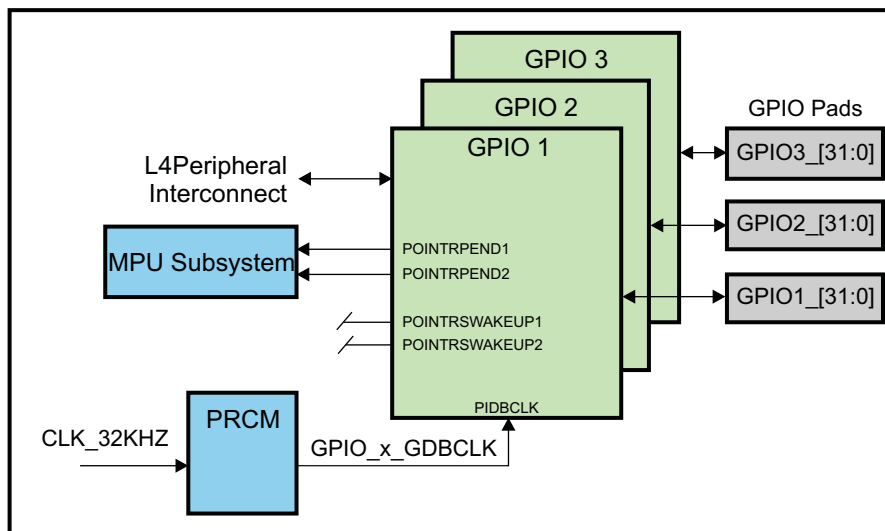 GPIO 3
GPIO 2
GPIO 1
GPIO Pads
GPIO3_[31:0]
GPIO2_[31:0]
GPIO1_[31:0]
L4Peripheral
Interconnect
MPU Subsystem
POINTRPEND1
POINTRPEND2
POINTRSWAKEUP1
POINTRSWAKEUP2
PIDBCLK
PRCM
CLK_32KHZ
GPIO_x_GDBCLK